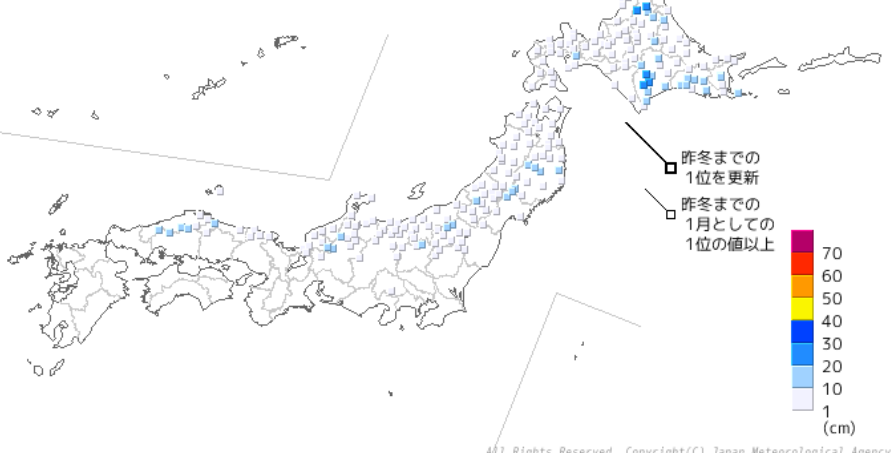 昨冬までの
1位を更新
昨冬までの
1月としての
1位の値以上
70
60
50
40
30
20
10
1
(cm)
All Rights Reserved. Copyright(C) Japan Meteorological Agency